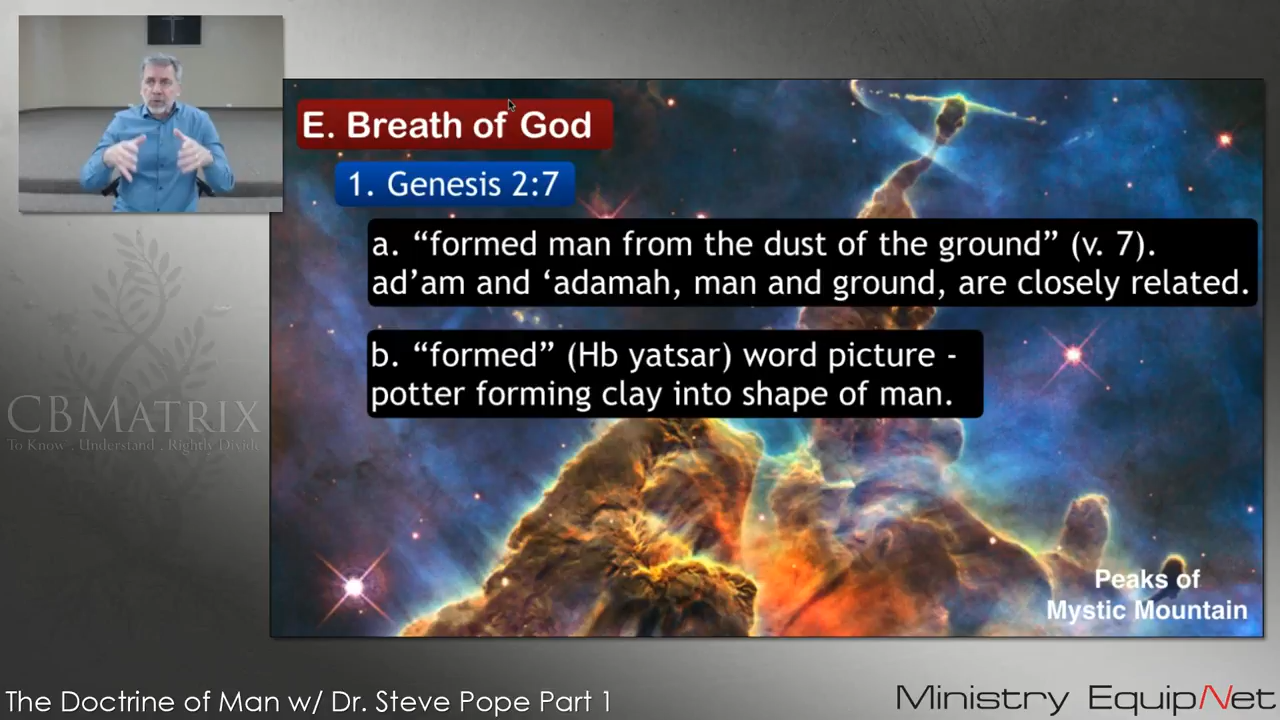 E. Breath of God
1. Genesis 2:7
a. “formed man from the dust of the ground” (v. 7).
ad’am and ‘adamah, man and ground, are closely related.
b. “formed” (Hb yatsar) word picture -
potter forming clay into shape of man.
CBMatrix
To Know . Understand . Rightly Divide
Peaks of
Mystic Mountain
The Doctrine of Man w/ Dr. Steve Pope Part 1
Ministry EquipNet